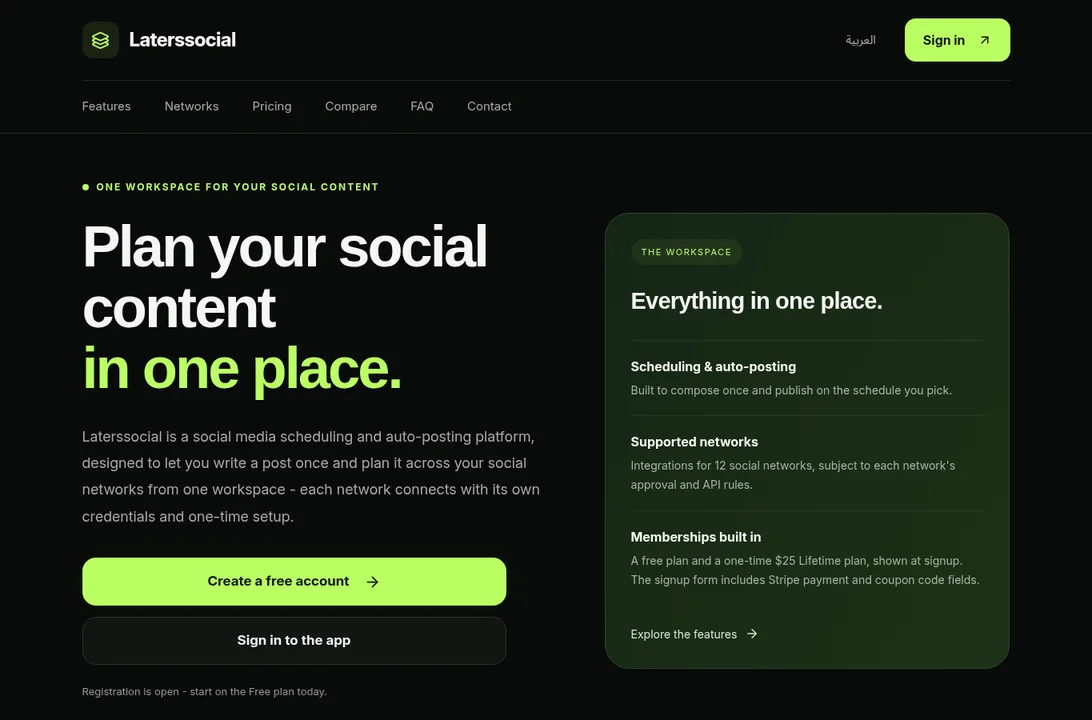 Laterssocial
العربية
Sign in
Features
Networks
Pricing
Compare
FAQ
Contact
ONE WORKSPACE FOR YOUR SOCIAL CONTENT
Plan your social
content
in one place.
Laterssocial is a social media scheduling and auto-posting platform,
designed to let you write a post once and plan it across your social
networks from one workspace - each network connects with its own
credentials and one-time setup.
Create a free account
Sign in to the app
Registration is open - start on the Free plan today.
THE WORKSPACE
Everything in one place.
Scheduling & auto-posting
Built to compose once and publish on the schedule you pick.
Supported networks
Integrations for 12 social networks, subject to each network's
approval and API rules.
Memberships built in
A free plan and a one-time $25 Lifetime plan, shown at signup.
The signup form includes Stripe payment and coupon code fields.
Explore the features